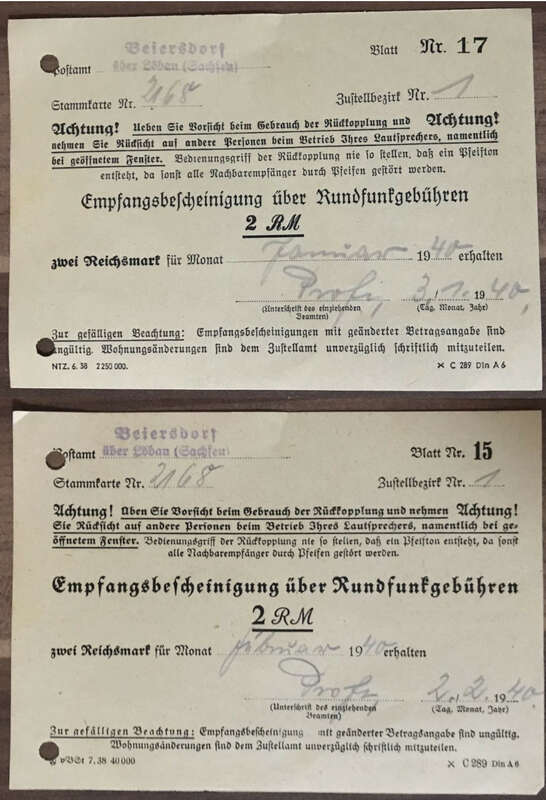 Beiersdorf
Postamt über Löbau (Sachsen) Blatt Nr. 17
Stammkarte Nr. 2168 Zustellbezirk Nr. 1
Achtung! Ueben Sie Vorsicht beim Gebrauch der Rückopplung und Achtung!
nehmen Sie Rücksicht auf andere Personen beim Betrieb Ihres Lautsprechers, namentlich
bei geöffnetem Fenster. Bedienungsgriff der Rückopplung nie so stellen, daß ein Pfeifton
entsteht, da sonst alle Nachbarempfänger durch Pfeifen gestört werden.
Empfangsbescheinigung über Rundfunkgebühren
2 RM
zwei Reichsmark für Monat Januar 1940 erhalten
3./1. 1940.
(Unterschrift des einziehenden (Tag, Monat, Jahr)
Beamten)
Zur gefälligen Beachtung: Empfangsbescheinigungen mit geänderter Betragsangabe sind
ungültig. Wohnungsänderungen sind dem Zustellamt unverzüglich schriftlich mitzuteilen.
NTZ. 6. 38 2 250 000. C 289 Din A 6
Beiersdorf
Postamt über Löbau (Sachsen) Blatt Nr. 15
Stammkarte Nr. 2168 Zustellbezirk Nr. 1
Achtung! Üben Sie Vorsicht beim Gebrauch der Rückkopplung und nehmen Achtung!
Sie Rücksicht auf andere Personen beim Betrieb Ihres Lautsprechers, namentlich bei ge-
öffnetem Fenster. Bedienungsgriff der Rückkopplung nie so stellen, daß ein Pfeifton entsteht, da sonst
alle Nachbarempfänger durch Pfeifen gestört werden.
Empfangsbescheinigung über Rundfunkgebühren
2 RM
zwei Reichsmark für Monat Februar 1940 erhalten
2./2. 1940.
(Unterschrift des einziehenden (Tag, Monat, Jahr)
Beamten)
Zur gefälligen Beachtung: Empfangsbescheinigung mit geänderter Betragsangabe sind ungültig.
Wohnungsänderungen sind dem Zustellamt unverzüglich schriftlich mitzuteilen.
vBSt 7. 38 40 000 C 289 Din A 6